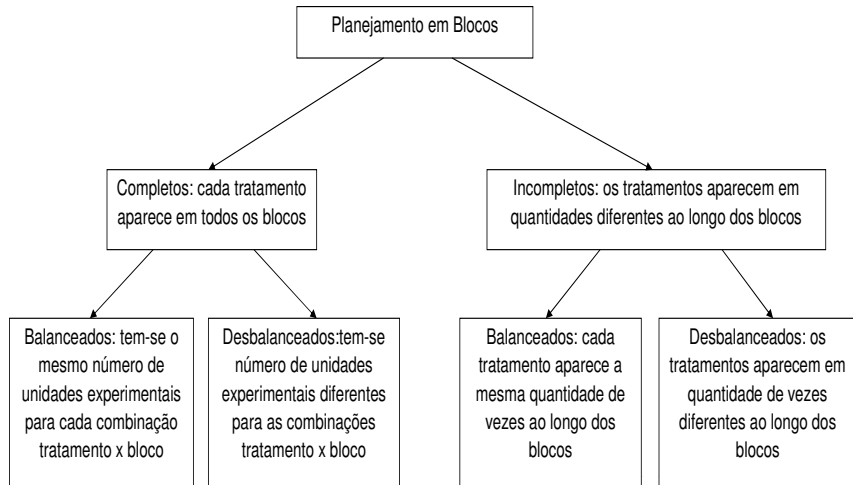 Planejamento em Blocos
Completos: cada tratamento
aparece em todos os blocos
Incompletos: os tratamentos aparecem em
quantidades diferentes ao longo dos blocos
Balanceados: tem-se o
mesmo número de
unidades experimentais
para cada combinação
tratamento x bloco
Desbalanceados:tem-se
número de unidades
experimentais diferentes
para as combinações
tratamento x bloco
Balanceados: cada
tratamento aparece a
mesma quantidade de
vezes ao longo dos
blocos
Desbalanceados: os
tratamentos aparecem em
quantidade de vezes
diferentes ao longo dos
blocos